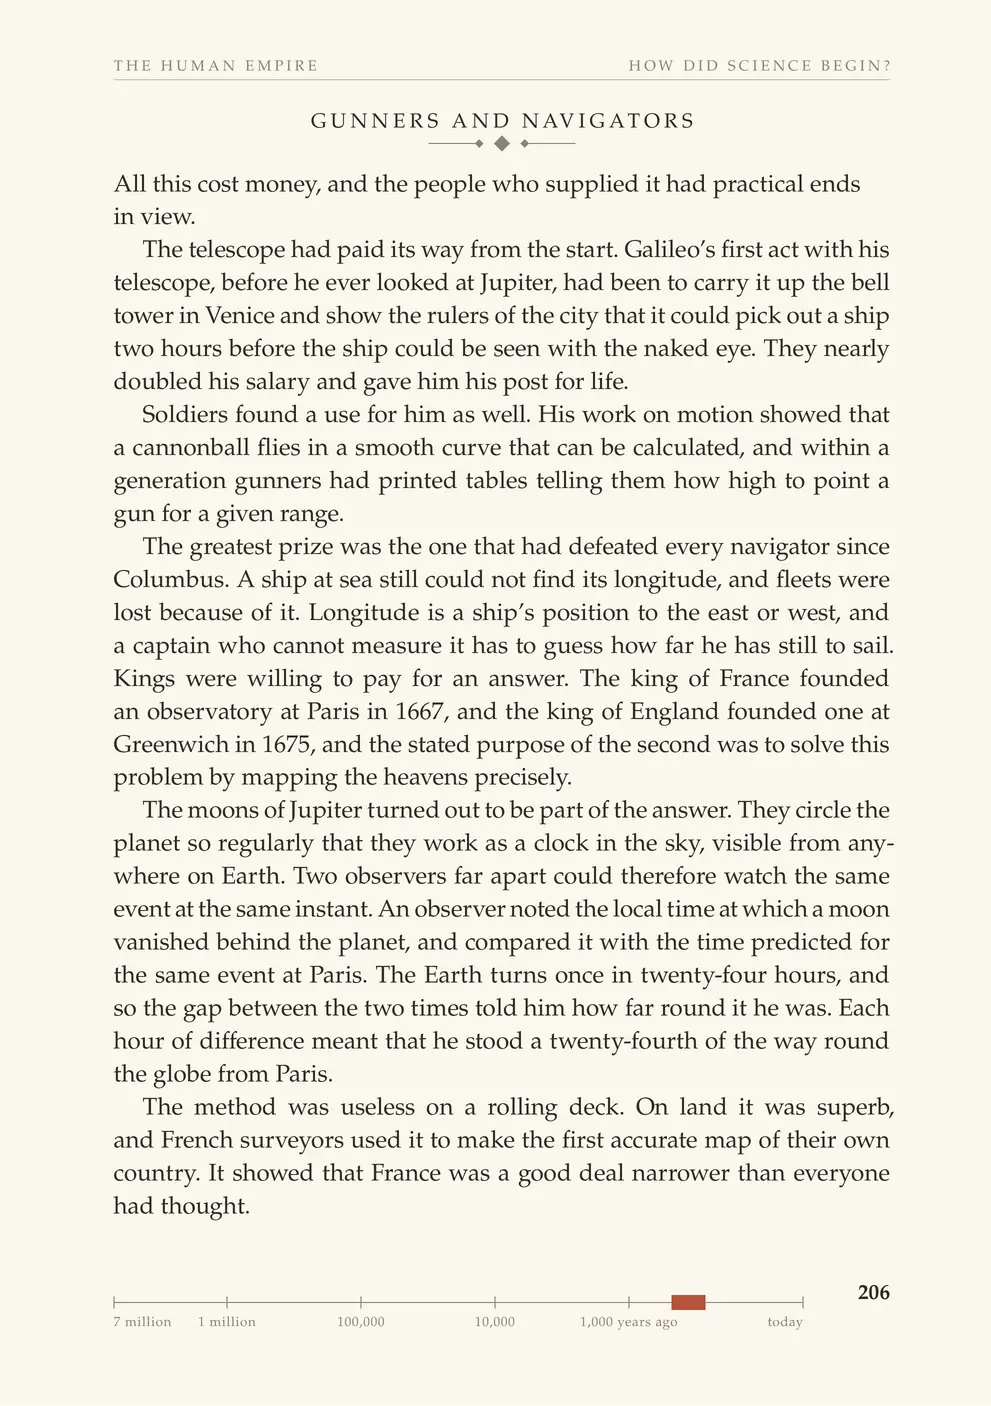 THE HUMAN EMPIRE
HOW DID SCIENCE BEGIN?
GUNNERS AND NAVIGATORS
All this cost money, and the people who supplied it had practical ends
in view.
The telescope had paid its way from the start. Galileo’s first act with his
telescope, before he ever looked at Jupiter, had been to carry it up the bell
tower in Venice and show the rulers of the city that it could pick out a ship
two hours before the ship could be seen with the naked eye. They nearly
doubled his salary and gave him his post for life.
Soldiers found a use for him as well. His work on motion showed that
a cannonball flies in a smooth curve that can be calculated, and within a
generation gunners had printed tables telling them how high to point a
gun for a given range.
The greatest prize was the one that had defeated every navigator since
Columbus. A ship at sea still could not find its longitude, and fleets were
lost because of it. Longitude is a ship’s position to the east or west, and
a captain who cannot measure it has to guess how far he has still to sail.
Kings were willing to pay for an answer. The king of France founded
an observatory at Paris in 1667, and the king of England founded one at
Greenwich in 1675, and the stated purpose of the second was to solve this
problem by mapping the heavens precisely.
The moons of Jupiter turned out to be part of the answer. They circle the
planet so regularly that they work as a clock in the sky, visible from any-
where on Earth. Two observers far apart could therefore watch the same
event at the same instant. An observer noted the local time at which a moon
vanished behind the planet, and compared it with the time predicted for
the same event at Paris. The Earth turns once in twenty-four hours, and
so the gap between the two times told him how far round it he was. Each
hour of difference meant that he stood a twenty-fourth of the way round
the globe from Paris.
The method was useless on a rolling deck. On land it was superb,
and French surveyors used it to make the first accurate map of their own
country. It showed that France was a good deal narrower than everyone
had thought.
206
7 million
1 million
100,000
10,000
1,000 years ago
today